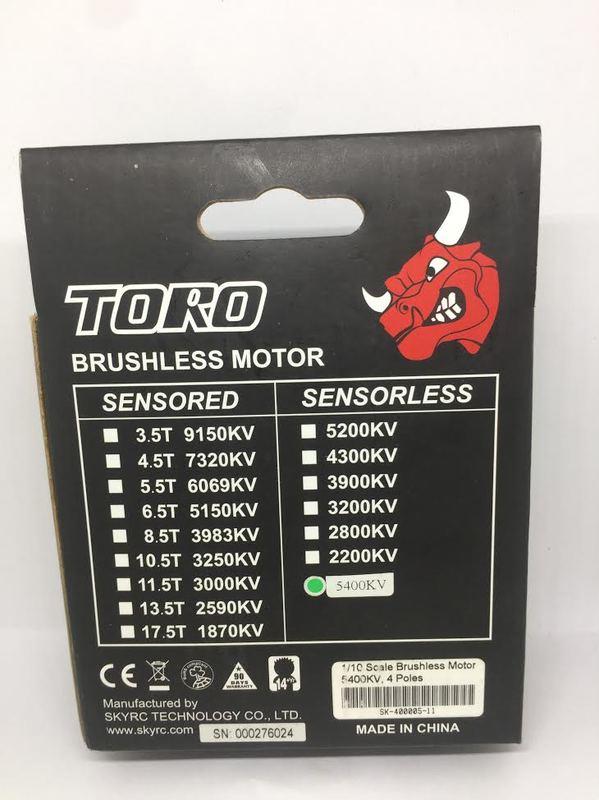 TORO
BRUSHLESS MOTOR
SENSORED
3.5T 9150KV
4.5T 7320KV
5.5T 6069KV
6.5T 5150KV
8.5T 3983KV
10.5T 3250KV
11.5T 3000KV
13.5T 2590KV
17.5T 1870KV
SENSORLESS
5200KV
4300KV
3900KV
3200KV
2800KV
2200KV
5400KV
CE
90
DAYS
WARRANTY
14+
1/10 Scale Brushless Motor
5400KV, 4 Poles
SK-400005-11
Manufactured by
SKYRC TECHNOLOGY CO., LTD.
www.skyrc.com
SN: 000276024
MADE IN CHINA